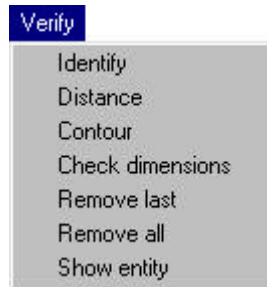 Verify
Identify
Distance
Contour
Check dimensions
Remove last
Remove all
Show entity